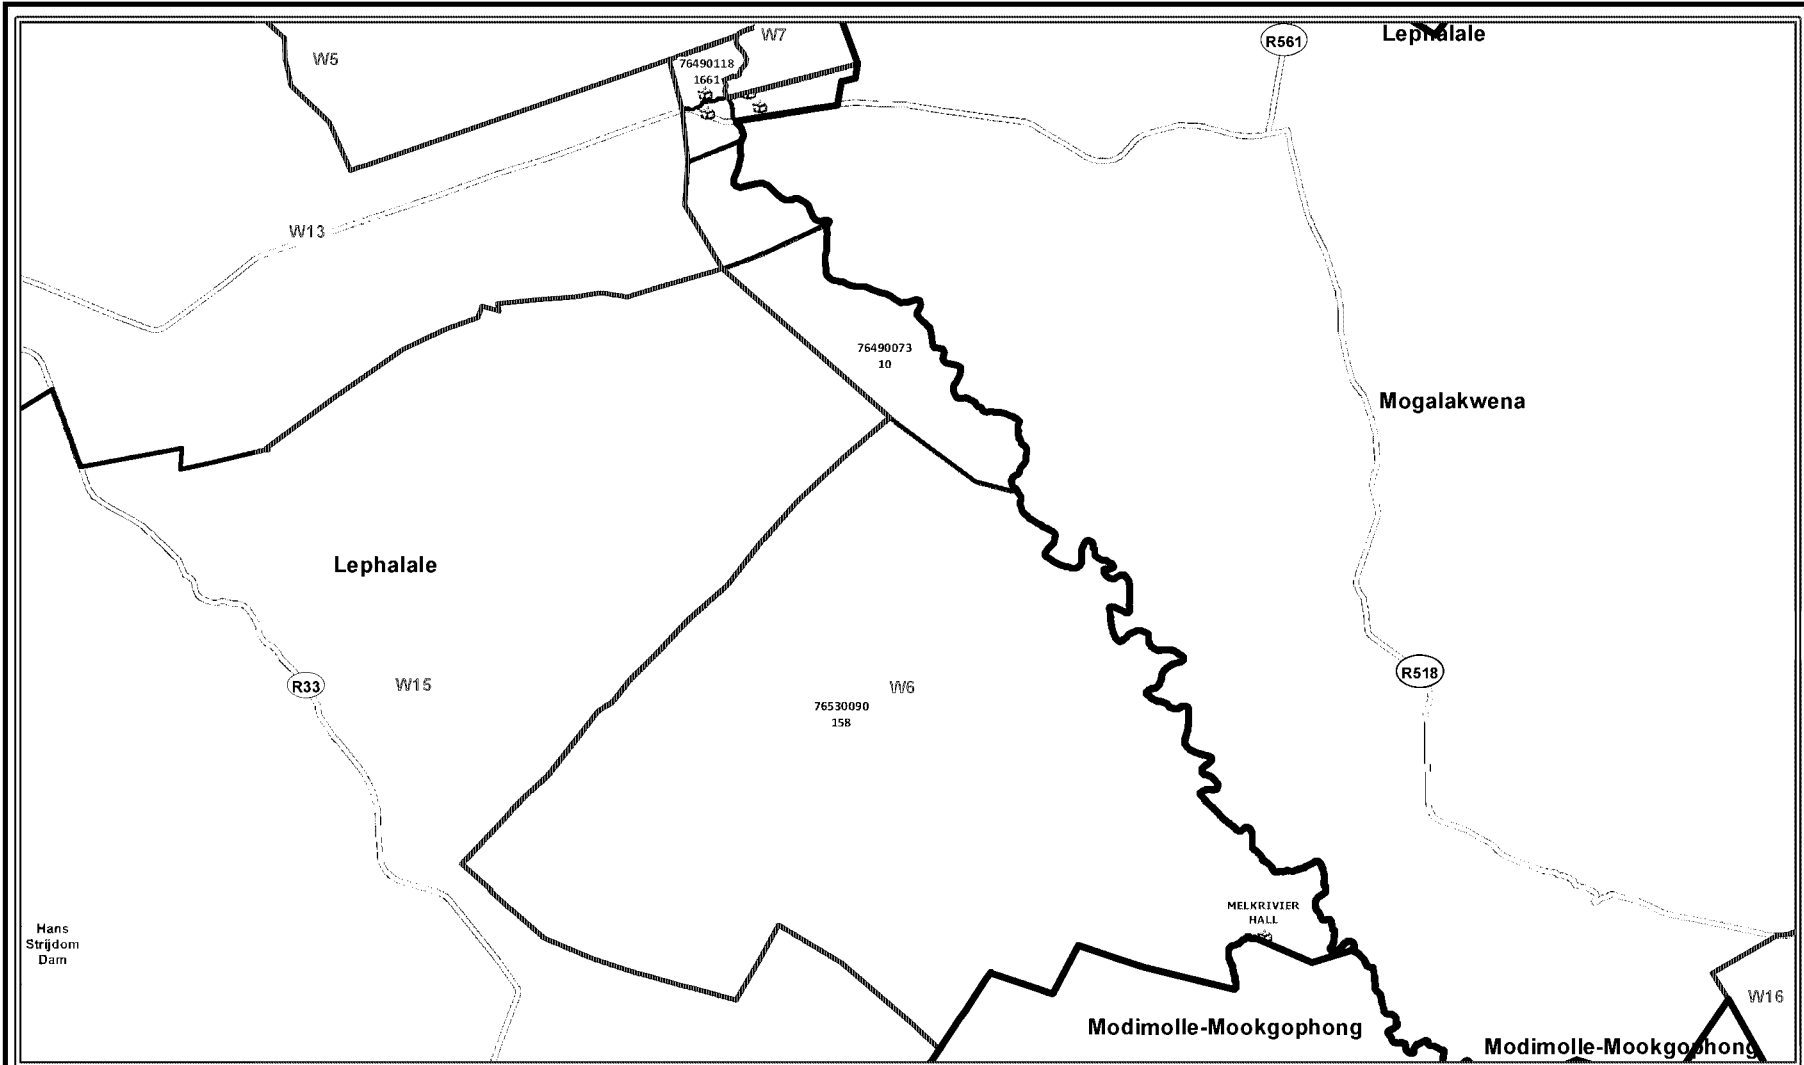 Lephalale
R561
W7
W5
76490118
1661
W13
76490073
10
Mogalakwena
Lephalale
R518
R33
W15
W6
76530090
158
MELKRIVIER
HALL
Hans
Strijdom
Dam
W16
Modimolle-Mookgophong
Modimolle-Mookgophong